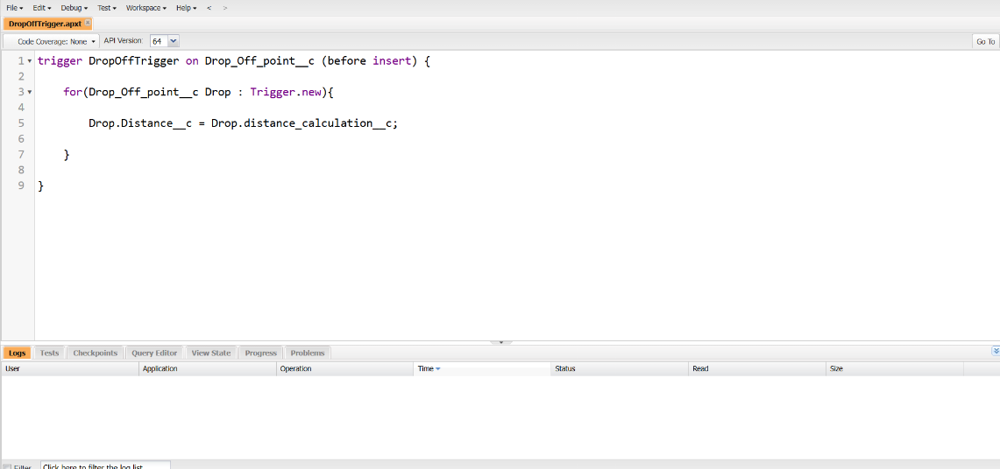 File Edit Debug Test Workspace Help < >
DropOffTrigger.apxt
Code Coverage: None API Version: 64 Go To
1 trigger DropOffTrigger on Drop_Off_point__c (before insert) {
2
3 for(Drop_Off_point__c Drop : Trigger.new){
4
5 Drop.Distance__c = Drop.distance_calculation__c;
6
7 }
8
9 }
Logs Tests Checkpoints Query Editor View State Progress Problems
User Application Operation Time Status Read Size
Filter Click here to filter the log list